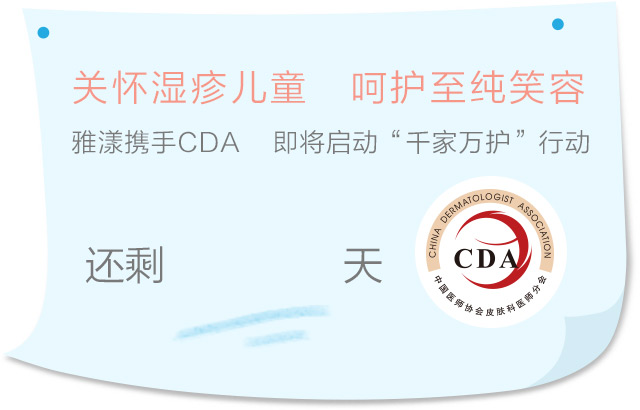 关怀湿疹儿童 呵护至纯笑容
雅漾携手CDA 即将启动“千家万护”行动
还剩 天
CHINA DERMATOLOGIST ASSOCIATION
CDA
中国医师协会皮肤科医师分会